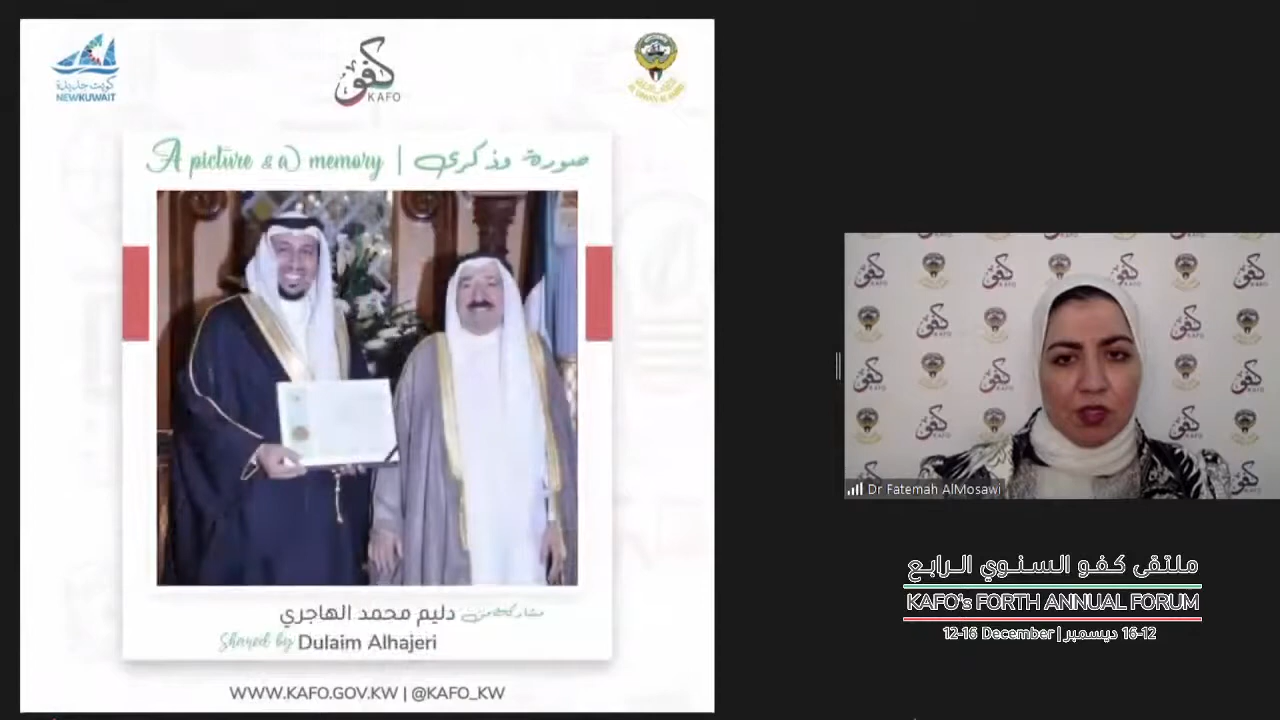 كويت جديدة
NEWKUWAIT
كفو
KAFO
A picture & a memory | صورة وذكرى
مشاركة من دليم محمد الهاجري
Shared by Dulaim Alhajeri
WWW.KAFO.GOV.KW | @KAFO_KW
Dr Fatemah AlMosawi
ملتقى كفو السنوي الرابع
KAFO's FORTH ANNUAL FORUM
12-16 December | 16-12 ديسمبر